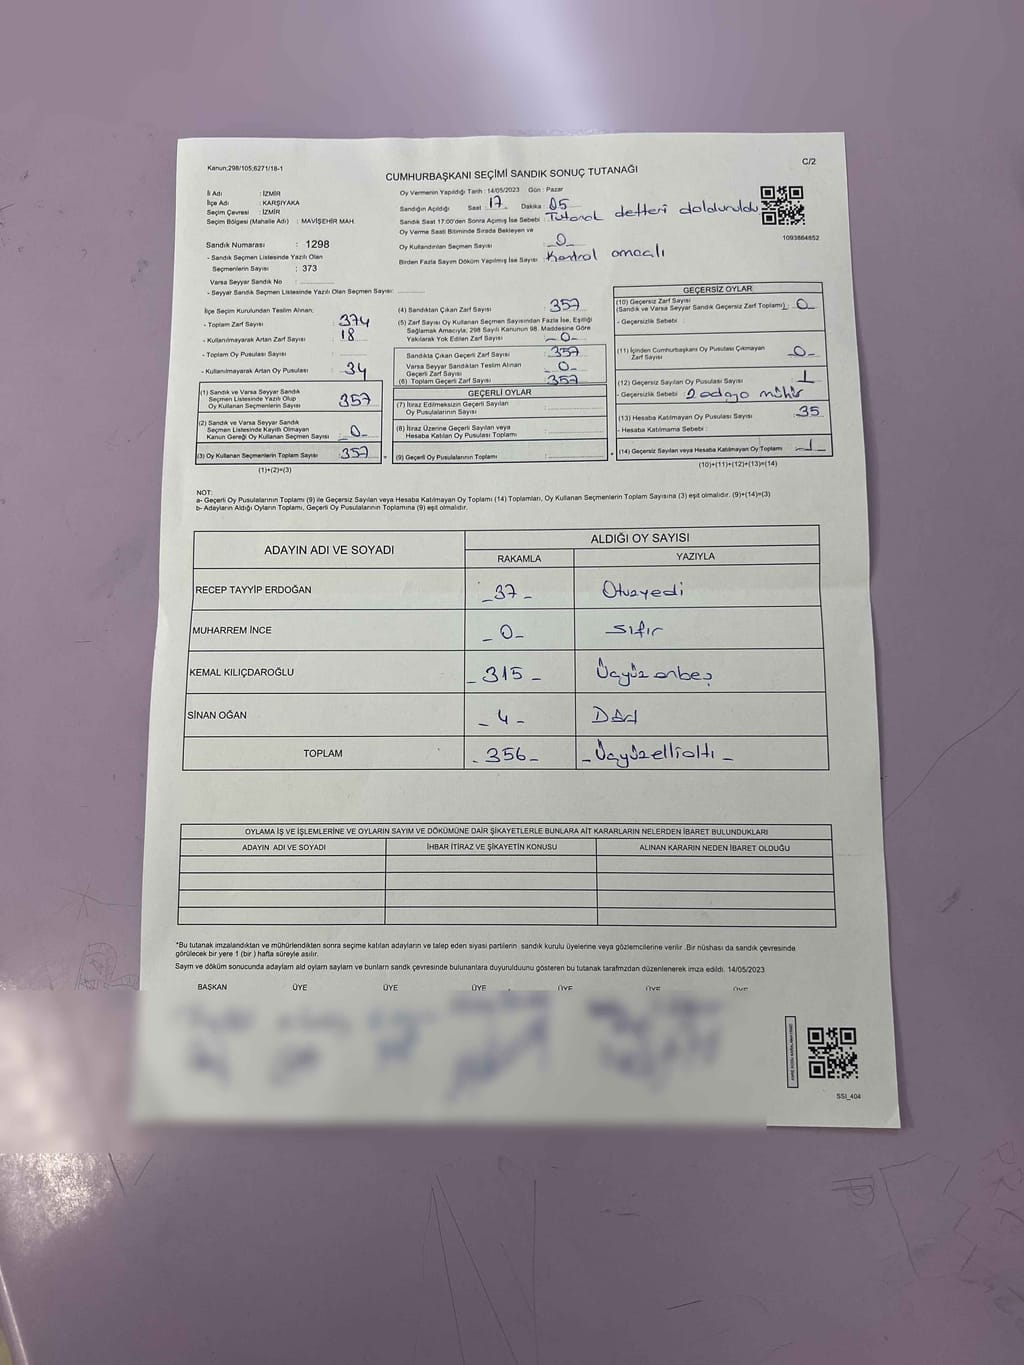 Kanun;298/105;6271/18-1
C/2
CUMHURBAŞKANI SEÇİMİ SANDIK SONUÇ TUTANAĞI
İl Adı : İZMİR
İlçe Adı : KARŞIYAKA
Seçim Çevresi : İZMİR
Seçim Bölgesi (Mahalle Adı) : MAVİŞEHİR MAH.
Sandık Numarası : 1298
- Sandık Seçmen Listesinde Yazılı Olan
Seçmenlerin Sayısı : 373
Varsa Seyyar Sandık No :
- Seyyar Sandık Seçmen Listesinde Yazılı Olan Seçmen Sayısı:
Oy Vermenin Yapıldığı Tarih : 14/05/2023 Gün : Pazar
Sandığın Açıldığı Saat 17 Dakika : 05
Sandık Saat 17:00'den Sonra Açımış İse Sebebi : Tutanak defteri dolduruldu
Oy Verme Saati Bitiminde Sırada Bekleyen ve
Oy Kullandırılan Seçmen Sayısı : 0
Birden Fazla Sayım Döküm Yapılmış İse Sayısı : Kontrol amaçlı
1093864852
İlçe Seçim Kurulundan Teslim Alınan:
- Toplam Zarf Sayısı : 374
- Kullanılmayarak Artan Zarf Sayısı : 18
- Toplam Oy Pusulası Sayısı :
- Kullanılmayarak Artan Oy Pusulası : 34
(1) Sandık ve Varsa Seyyar Sandık
Seçmen Listesinde Yazılı Olup
Oy Kullanan Seçmenlerin Sayısı : 357
(2) Sandık ve Varsa Seyyar Sandık
Seçmen Listesinde Kayıtlı Olmayan
Kanun Gereği Oy Kullanan Seçmen Sayısı : 0-
(3) Oy Kullanan Seçmenlerin Toplam Sayısı : 357
(1)+(2)=(3)
(4) Sandıktan Çıkan Zarf Sayısı : 357
(5) Zarf Sayısı Oy Kullanan Seçmen Sayısından Fazla İse, Eşitliği
Sağlamak Amacıyla; 298 Sayılı Kanunun 98. Maddesine Göre
Yakılarak Yok Edilen Zarf Sayısı : -0-
Sandıkta Çıkan Geçerli Zarf Sayısı : 357
Varsa Seyyar Sandıktan Teslim Alınan
Geçerli Zarf Sayısı : -0-
(6) Toplam Geçerli Zarf Sayısı : 357
GEÇERLİ OYLAR
(7) İtiraz Edilmeksizin Geçerli Sayılan
Oy Pusulalarının Sayısı :
(8) İtiraz Üzerine Geçerli Sayılan veya
Hesaba Katılan Oy Pusulası Toplamı :
(9) Geçerli Oy Pusulalarının Toplamı :
GEÇERSİZ OYLAR
(10) Geçersiz Zarf Sayısı
(Sandık ve Varsa Seyyar Sandık Geçersiz Zarf Toplamı) : 0
- Geçersizlik Sebebi :
(11) İçinden Cumhurbaşkanı Oy Pusulası Çıkmayan
Zarf Sayısı : -0-
(12) Geçersiz Sayılan Oy Pusulası Sayısı : 1
- Geçersizlik Sebebi : 2 adaya mühür
(13) Hesaba Katılmayan Oy Pusulası Sayısı : 35
- Hesaba Katılmama Sebebi :
(14) Geçersiz Sayılan veya Hesaba Katılmayan Oy Toplamı : -1-
(10)+(11)+(12)+(13)=(14)
NOT:
a- Geçerli Oy Pusulalarının Toplamı (9) ile Geçersiz Sayılan veya Hesaba Katılmayan Oy Toplamı (14) Toplamları, Oy Kullanan Seçmenlerin Toplam Sayısına (3) eşit olmalıdır. (9)+(14)=(3)
b- Adayların Aldığı Oyların Toplamı, Geçerli Oy Pusulalarının Toplamına (9) eşit olmalıdır.
ADAYIN ADI VE SOYADI
ALDIĞI OY SAYISI
RAKAMLA YAZIYLA
RECEP TAYYİP ERDOĞAN -37- Otuzyedi
MUHARREM İNCE -0- Sıfır
KEMAL KILIÇDAROĞLU -315- Üçyüzonbeş
SİNAN OĞAN -4- Dört
TOPLAM -356- -Üçyüzellialtı-
OYLAMA İŞ VE İŞLEMLERİNE VE OYLARIN SAYIM VE DÖKÜMÜNE DAİR ŞİKAYETLERLE BUNLARA AİT KARARLARIN NELERDEN İBARET BULUNDUKLARI
ADAYIN ADI VE SOYADI İHBAR İTİRAZ VE ŞİKAYETİN KONUSU ALINAN KARARIN NEDEN İBARET OLDUĞU
*Bu tutanak imzalandıktan ve mühürlendikten sonra seçime katılan adayların ve talep eden siyasi partilerin sandık kurulu üyelerine veya gözlemcilerine verilir .Bir nüshası da sandık çevresinde
görülecek bir yere 1 (bir ) hafta süreyle asılır.
Sayım ve döküm sonucunda adaylarm ald oylarn saylarn ve bunlarn sandk çevresinde bulunanlara duyurulduunu gösteren bu tutanak tarafmzdan düzenlenerek imza edildi. 14/05/2023
BAŞKAN ÜYE ÜYE ÜYE ÜYE ÜYE ÜYE
SSI_404